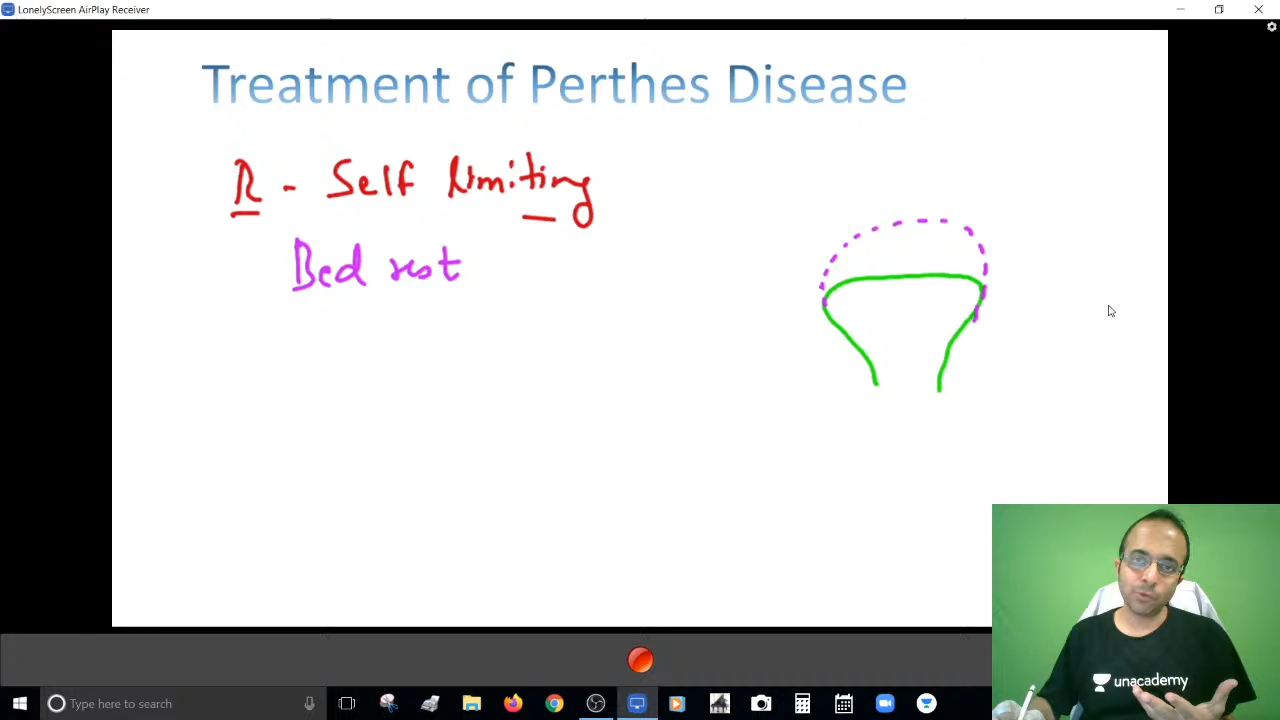 LonelyScreen AirPlay Receiver
Treatment of Perthes Disease
R - Self limiting
Bed rest
unacademy
Type here to search